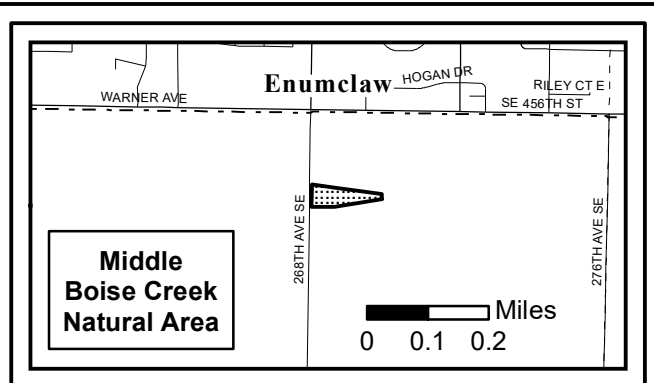 Enumclaw
HOGAN DR
RILEY CT E
WARNER AVE
SE 456TH ST
268TH AVE SE
276TH AVE SE
Middle
Boise Creek
Natural Area
Miles
0 0.1 0.2